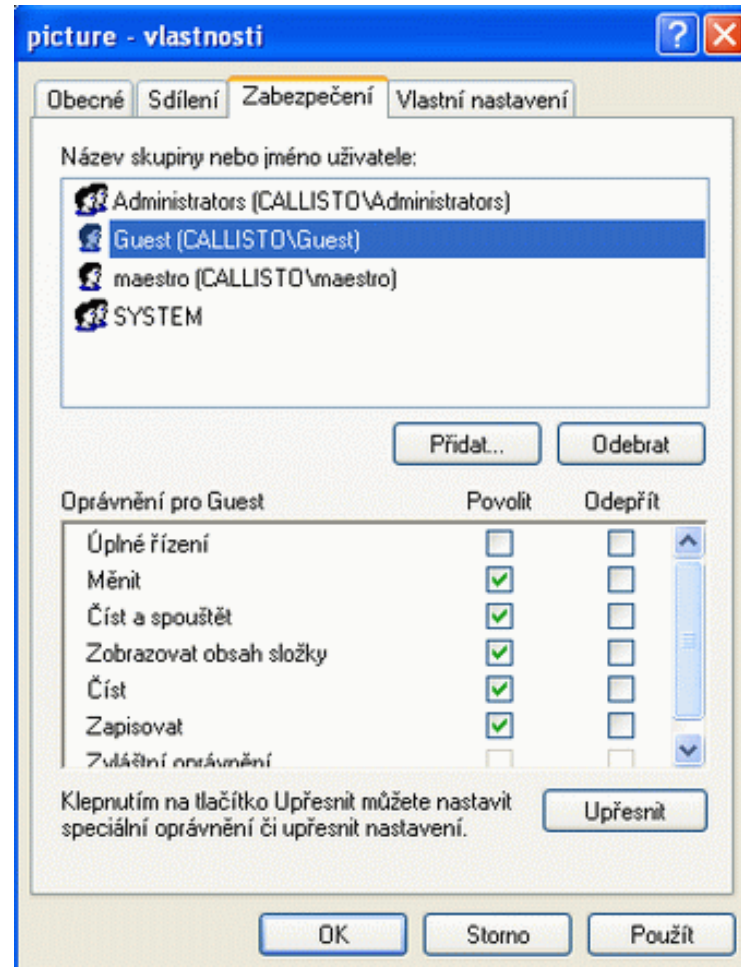 picture - vlastnosti
Obecné Sdílení Zabezpečení Vlastní nastavení
Název skupiny nebo jméno uživatele:
Administrators (CALLISTO\Administrators)
Guest (CALLISTO\Guest)
maestro (CALLISTO\maestro)
SYSTEM
Přidat... Odebrat
Oprávnění pro Guest Povolit Odepřít
Úplné řízení
Měnit
Číst a spouštět
Zobrazovat obsah složky
Číst
Zapisovat
Zvláštní oprávnění
Klepnutím na tlačítko Upřesnit můžete nastavit
speciální oprávnění či upřesnit nastavení.
Upřesnit
OK Storno Použít